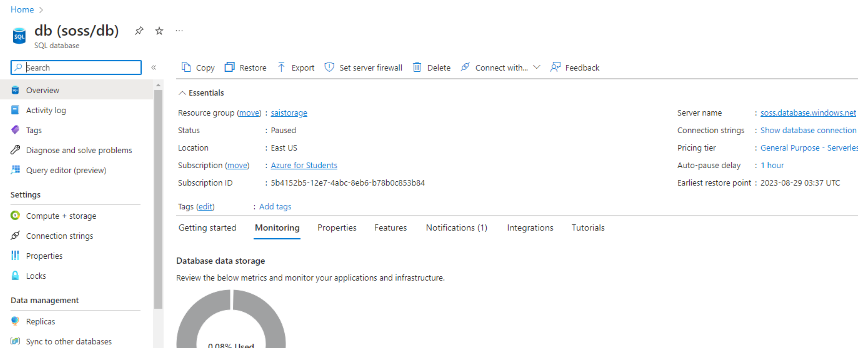 Home >
db (soss/db) ...
SQL database
SQL
Search «
Copy Restore Export Set server firewall Delete Connect with... Feedback
Overview
Activity log
Tags
Diagnose and solve problems
Query editor (preview)
Settings
Compute + storage
Connection strings
Properties
Locks
Data management
Replicas
Sync to other databases
Essentials
Resource group (move) : saistorage
Status : Paused
Location : East US
Subscription (move) : Azure for Students
Subscription ID : 5b4152b5-12e7-4abc-8eb6-b78b0c853b84
Tags (edit) : Add tags
Server name : soss.database.windows.net
Connection strings : Show database connection
Pricing tier : General Purpose - Serverles
Auto-pause delay : 1 hour
Earliest restore point : 2023-08-29 03:37 UTC
Getting started Monitoring Properties Features Notifications (1) Integrations Tutorials
Database data storage
Review the below metrics and monitor your applications and infrastructure.
0.08% Used